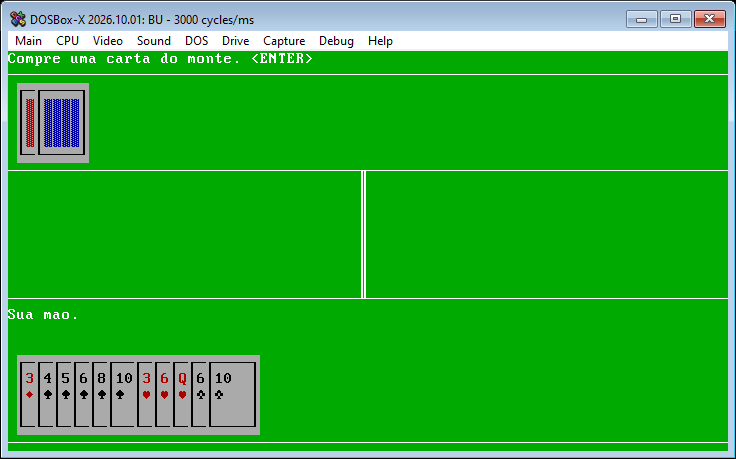 DOSBox-X 2026.10.01: BU - 3000 cycles/ms
Main CPU Video Sound DOS Drive Capture Debug Help
Compre uma carta do monte. <ENTER>
Sua mao.
3 4 5 6 8 10 3 6 Q 6 10
♦ ♠ ♠ ♠ ♠ ♠ ♥ ♥ ♥ ♣ ♣